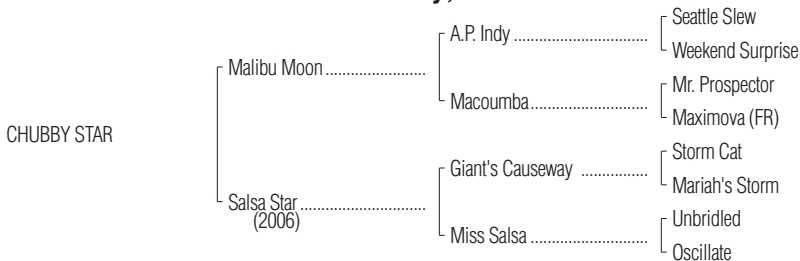 Seattle Slew
A.P. Indy
Weekend Surprise
Malibu Moon
Mr. Prospector
Macoumba
Maximova (FR)
CHUBBY STAR
Storm Cat
Giant's Causeway
Mariah's Storm
Salsa Star
(2006)
Unbridled
Miss Salsa
Oscillate